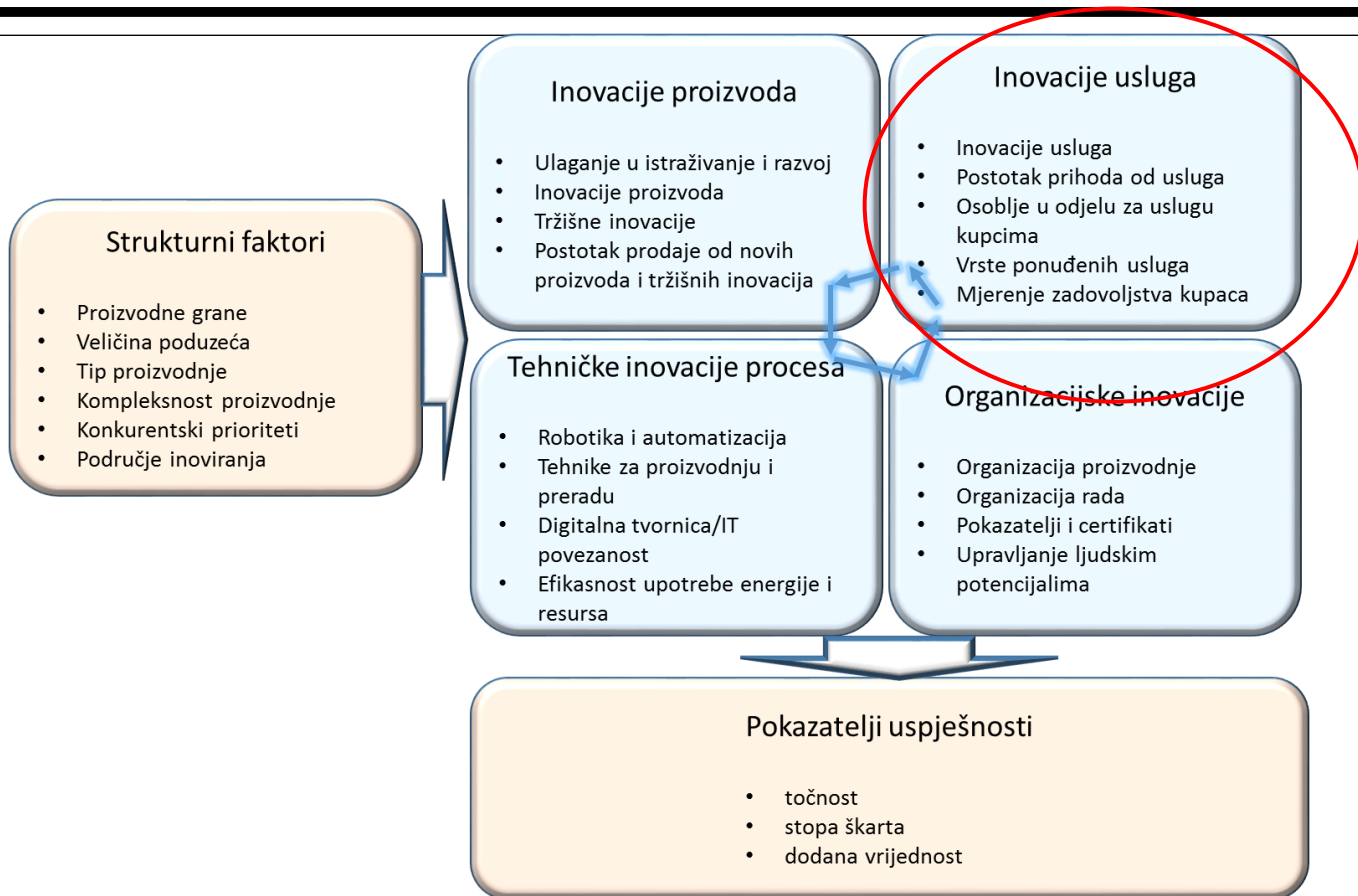 Strukturni faktori
• Proizvodne grane
• Veličina poduzeća
• Tip proizvodnje
• Kompleksnost proizvodnje
• Konkurentski prioriteti
• Područje inoviranja
Inovacije proizvoda
• Ulaganje u istraživanje i razvoj
• Inovacije proizvoda
• Tržišne inovacije
• Postotak prodaje od novih
proizvoda i tržišnih inovacija
Inovacije usluga
• Inovacije usluga
• Postotak prihoda od usluga
• Osoblje u odjelu za uslugu
kupcima
• Vrste ponuđenih usluga
• Mjerenje zadovoljstva kupaca
Tehničke inovacije procesa
• Robotika i automatizacija
• Tehnike za proizvodnju i
preradu
• Digitalna tvornica/IT
povezanost
• Efikasnost upotrebe energije i
resursa
Organizacijske inovacije
• Organizacija proizvodnje
• Organizacija rada
• Pokazatelji i certifikati
• Upravljanje ljudskim
potencijalima
Pokazatelji uspješnosti
• točnost
• stopa škarta
• dodana vrijednost